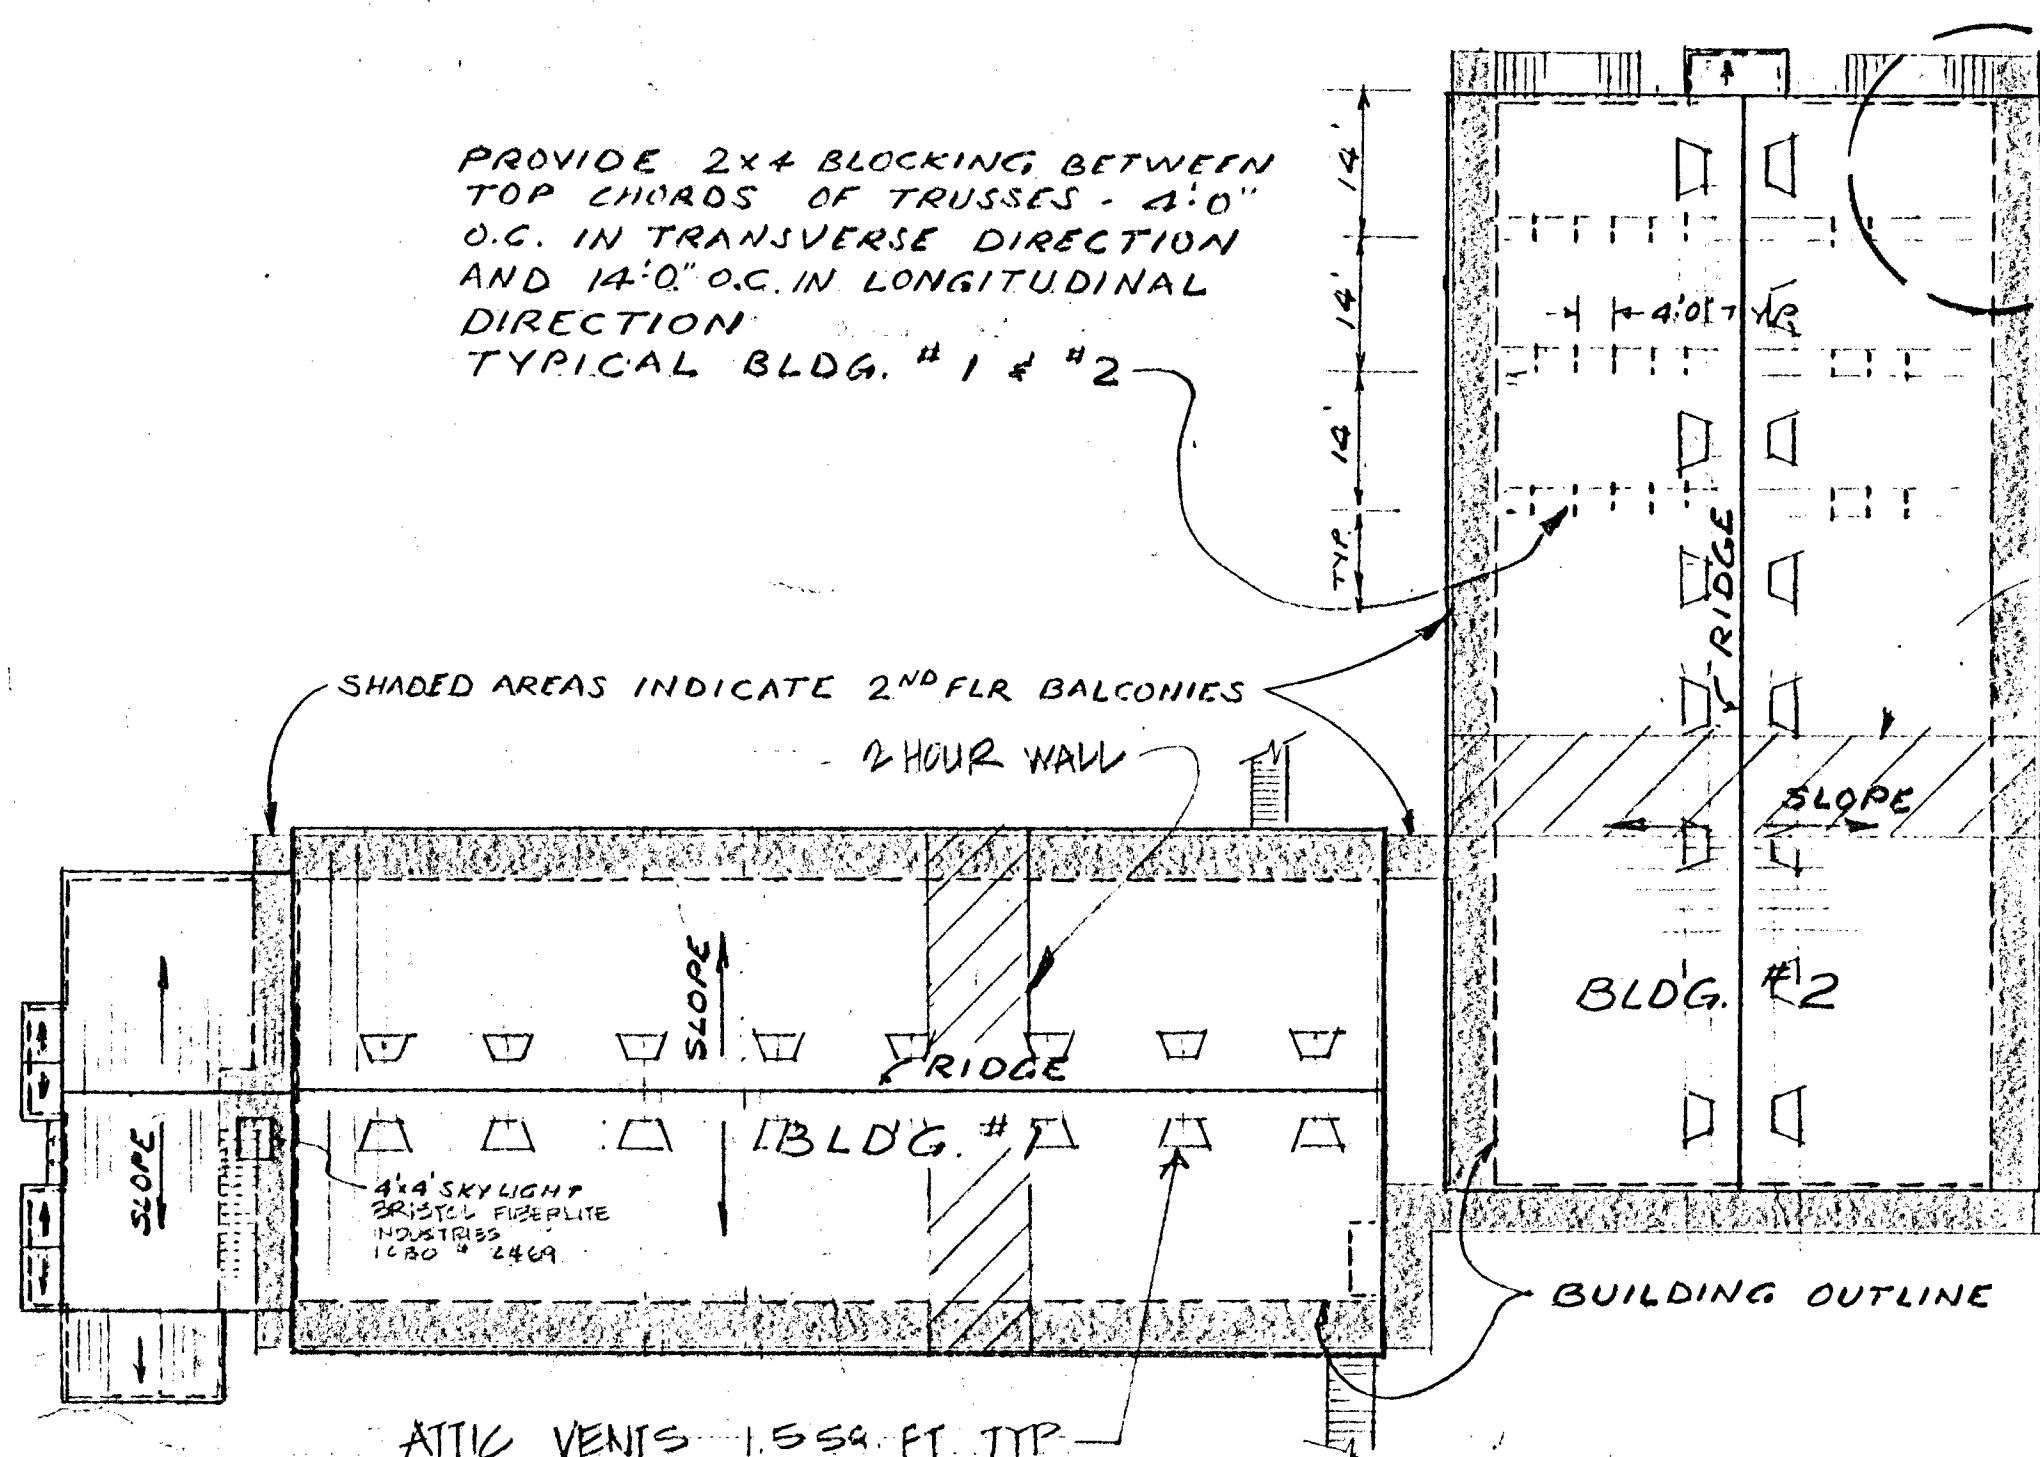 PROVIDE 2x4 BLOCKING BETWEEN
TOP CHORDS OF TRUSSES - 4'-0"
O.C. IN TRANSVERSE DIRECTION
AND 14'-0" O.C. IN LONGITUDINAL
DIRECTION
TYPICAL BLDG. #1 & #2
14'
14'
14'
TYP.
4'0" TYP
RIDGE
SLOPE
BLDG. #2
SHADED AREAS INDICATE 2ND FLR BALCONIES
2 HOUR WALL
SLOPE
RIDGE
BLDG. #1
SLOPE
4'x4' SKYLIGHT
BRISTOL FIBERLITE
INDUSTRIES
ICBO # 2469
BUILDING OUTLINE
ATTIC VENTS 1.5 SQ. FT. TYP